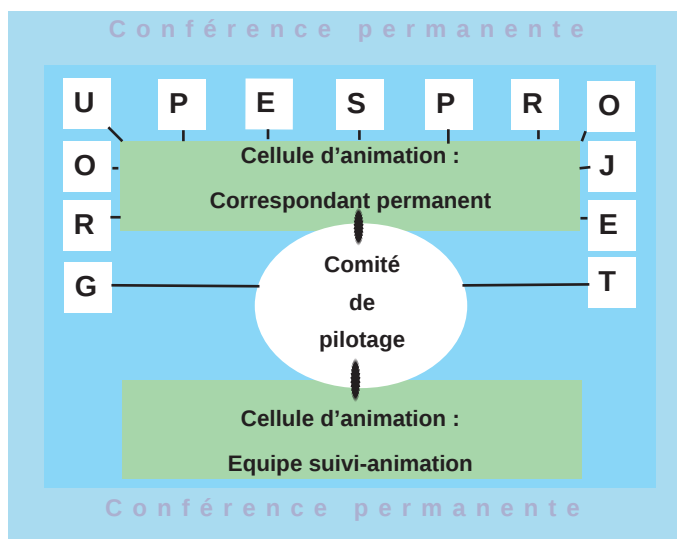 Conférence permanente
U P E S P R O
O J
R E
G T
Cellule d'animation :
Correspondant permanent
Comité
de
pilotage
Cellule d'animation :
Equipe suivi-animation
Conférence permanente